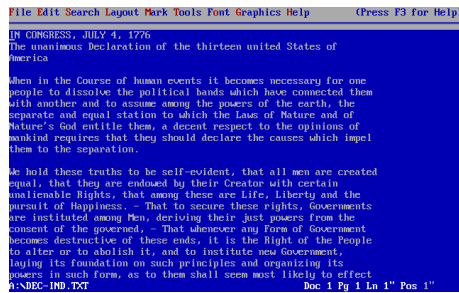 File Edit Search Layout Mark Tools Font Graphics Help (Press F3 for Help
IN CONGRESS, JULY 4, 1776
The unanimous Declaration of the thirteen united States of
America
When in the Course of human events it becomes necessary for one
people to dissolve the political bands which have connected them
with another and to assume among the powers of the earth, the
separate and equal station to which the Laws of Nature and of
Nature's God entitle them, a decent respect to the opinions of
mankind requires that they should declare the causes which impel
them to the separation.
We hold these truths to be self-evident, that all men are created
equal, that they are endowed by their Creator with certain
unalienable Rights, that among these are Life, Liberty and the
pursuit of Happiness. - That to secure these rights, Governments
are instituted among Men, deriving their just powers from the
consent of the governed, - That whenever any Form of Government
becomes destructive of these ends, it is the Right of the People
to alter or to abolish it, and to institute new Government,
laying its foundation on such principles and organizing its
powers in such form, as to them shall seem most likely to effect
A:\DEC-IND.TXT Doc 1 Pg 1 Ln 1" Pos 1"